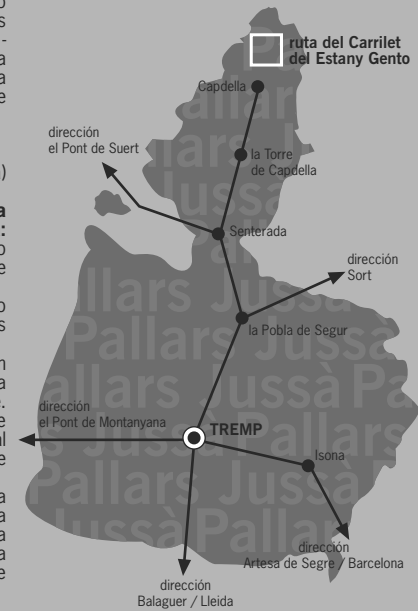 ruta del Carrilet
del Estany Gento
Capdella
la Torre
de Capdella
dirección
el Pont de Suert
Senterada
dirección
Sort
la Pobla de Segur
dirección
el Pont de Montanyana
TREMP
Isona
dirección
Artesa de Segre / Barcelona
dirección
Balaguer / Lleida
Pallars Jussà